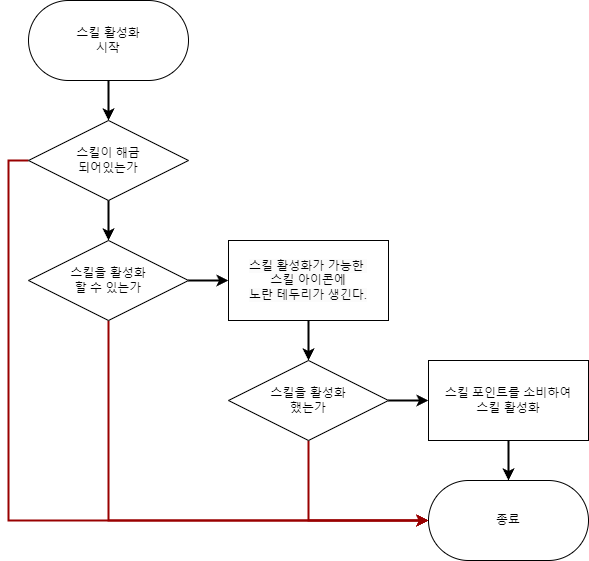 스킬 활성화
시작
스킬이 해금
되어있는가
스킬을 활성화
할 수 있는가
스킬 활성화가 가능한
스킬 아이콘에
노란 테두리가 생긴다.
스킬을 활성화
했는가
스킬 포인트를 소비하여
스킬 활성화
종료